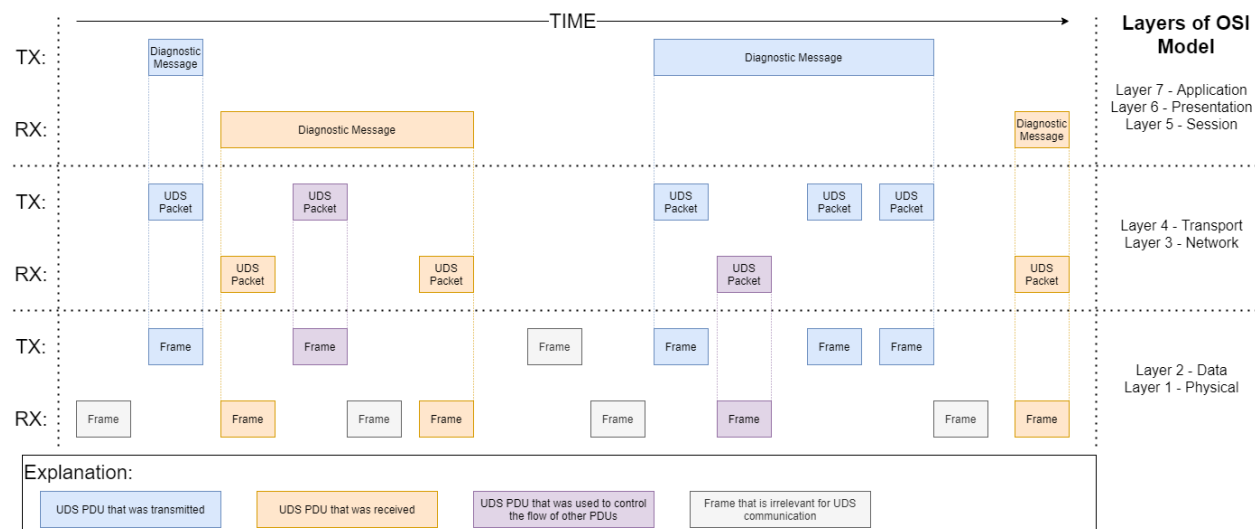 TIME
Layers of OSI
Model
TX:
Diagnostic
Message
Diagnostic Message
Layer 7 - Application
Layer 6 - Presentation
Layer 5 - Session
RX:
Diagnostic Message
Diagnostic
Message
TX:
UDS
Packet
UDS
Packet
UDS
Packet
UDS
Packet
UDS
Packet
Layer 4 - Transport
Layer 3 - Network
RX:
UDS
Packet
UDS
Packet
UDS
Packet
UDS
Packet
TX:
Frame
Frame
Frame
Frame
Frame
Frame
Layer 2 - Data
Layer 1 - Physical
RX:
Frame
Frame
Frame
Frame
Frame
Frame
Frame
Frame
Explanation:
UDS PDU that was transmitted
UDS PDU that was received
UDS PDU that was used to control
the flow of other PDUs
Frame that is irrelevant for UDS
communication